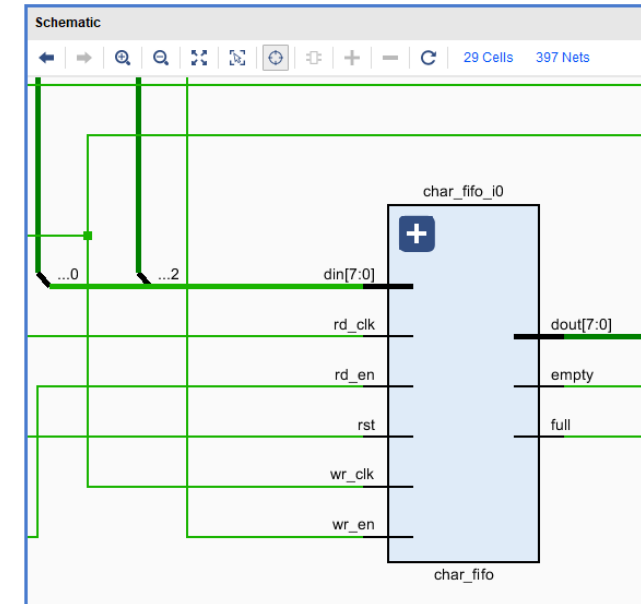 Schematic
29 Cells 397 Nets
char_fifo_i0
...0 ...2 din[7:0]
rd_clk dout[7:0]
rd_en empty
rst full
wr_clk
wr_en
char_fifo